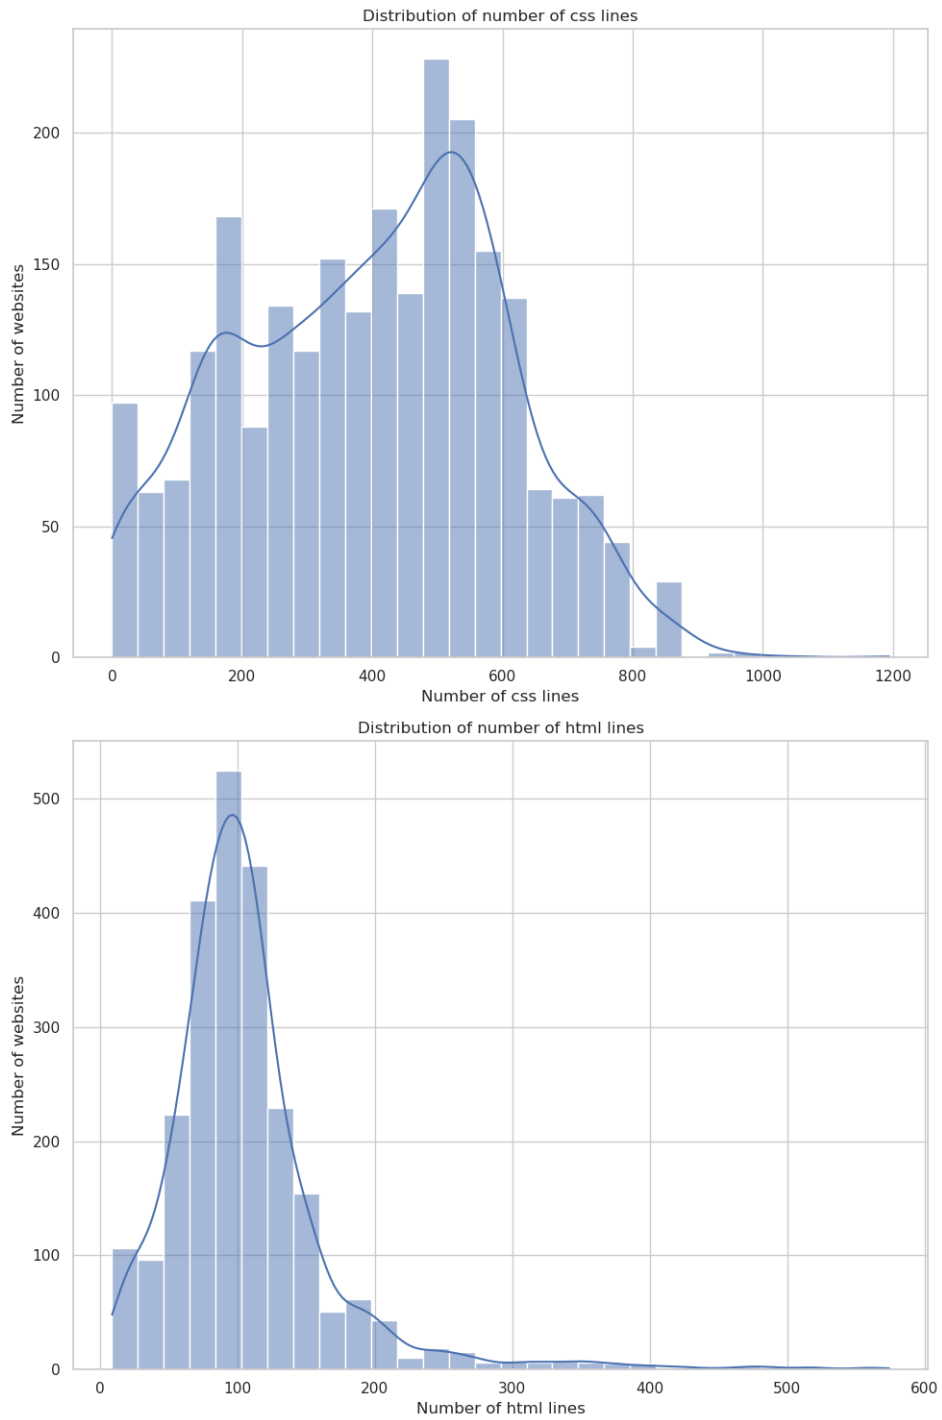 Distribution of number of css lines
200
150
100
50
0
Number of websites
0 200 400 600 800 1000 1200
Number of css lines
Distribution of number of html lines
500
400
300
200
100
0
Number of websites
0 100 200 300 400 500 600
Number of html lines